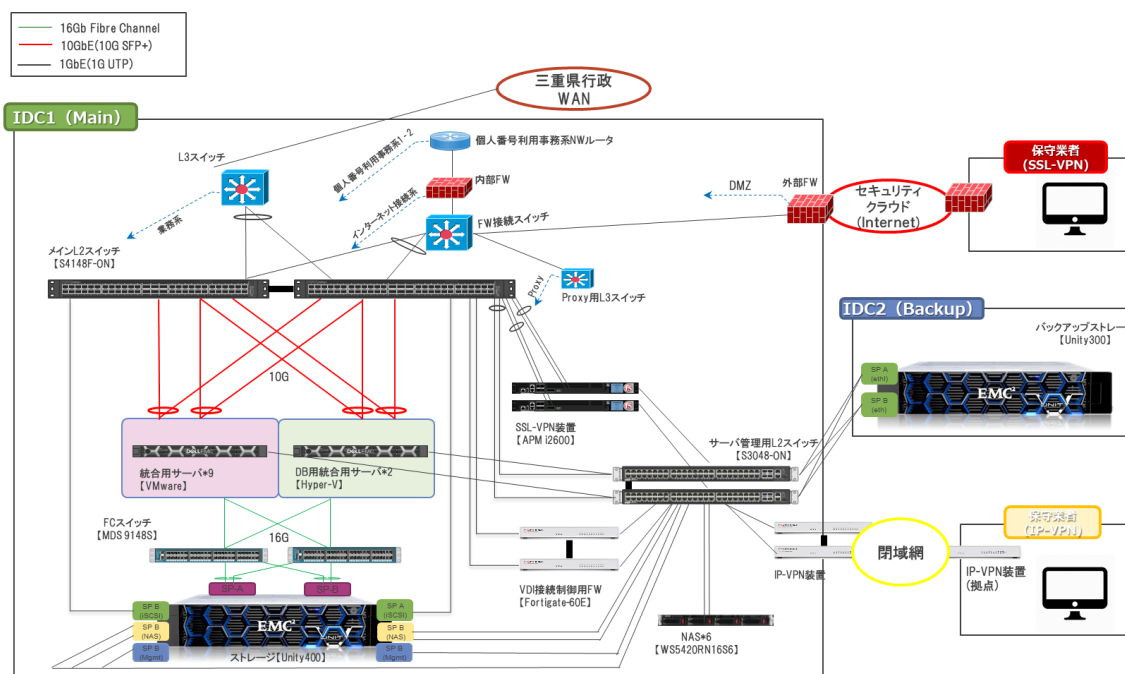 16Gb Fibre Channel
10GbE(10G SFP+)
1GbE(1G UTP)
三重県行政
WAN
IDC1（Main）
L3スイッチ
業務系
個人番号利用事務系1-2
個人番号利用事務系NWルータ
内部FW
インターネット接続系
FW接続スイッチ
DMZ
外部FW
セキュリティ
クラウド
(Internet)
保守業者
(SSL-VPN)
メインL2スイッチ
【S4148F-ON】
Proxy
Proxy用L3スイッチ
IDC2（Backup）
バックアップストレー
【Unity300】
SP A
(ethI)
SP B
(eth)
EMC²
UNITY
10G
SSL-VPN装置
【APM i2600】
サーバ管理用L2スイッチ
【S3048-ON】
DELLEMC
統合用サーバ*9
【VMware】
DELLEMC
DB用統合用サーバ*2
【Hyper-V】
FCスイッチ
【MDS 9148S】
16G
SP-A
SP-B
SP B
(iSCSI)
SP B
(NAS)
SP B
(Mgmt)
EMC²
UNITY
SP A
(iSCSI)
SP B
(NAS)
SP B
(Mgmt)
ストレージ【Unity400】
VDI接続制御用FW
【Fortigate-60E】
NAS*6
【WS5420RN16S6】
IP-VPN装置
閉域網
保守業者
(IP-VPN)
IP-VPN装置
(拠点)